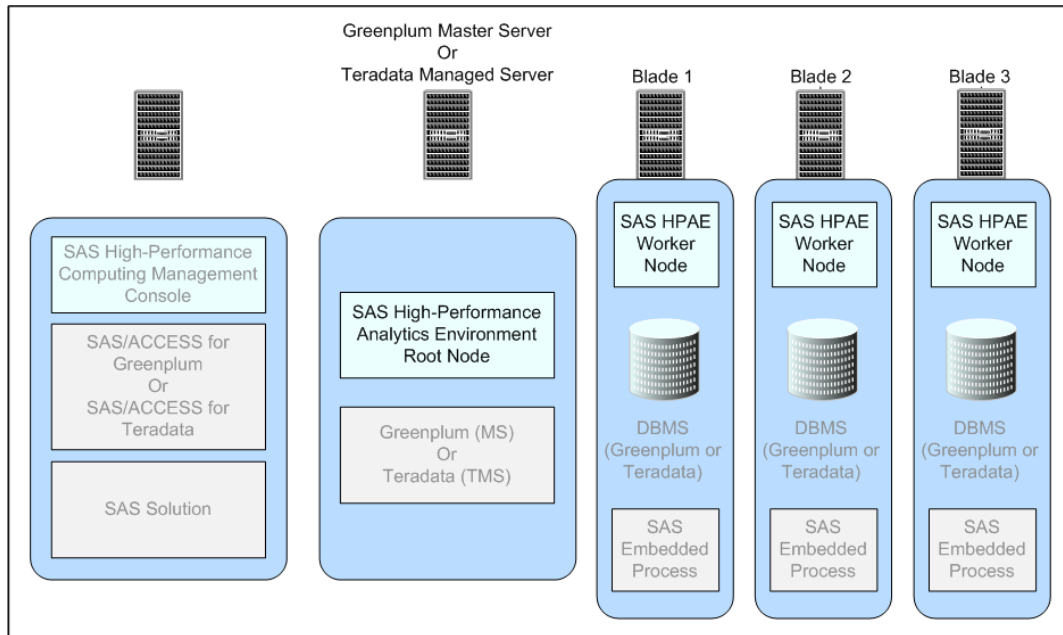 Greenplum Master Server
Or
Teradata Managed Server
Blade 1
Blade 2
Blade 3
SAS High-Performance
Computing Management
Console
SAS/ACCESS for
Greenplum
Or
SAS/ACCESS for
Teradata
SAS Solution
SAS High-Performance
Analytics Environment
Root Node
Greenplum (MS)
Or
Teradata (TMS)
SAS HPAE
Worker
Node
DBMS
(Greenplum or
Teradata)
SAS
Embedded
Process
SAS HPAE
Worker
Node
DBMS
(Greenplum or
Teradata)
SAS
Embedded
Process
SAS HPAE
Worker
Node
DBMS
(Greenplum or
Teradata)
SAS
Embedded
Process